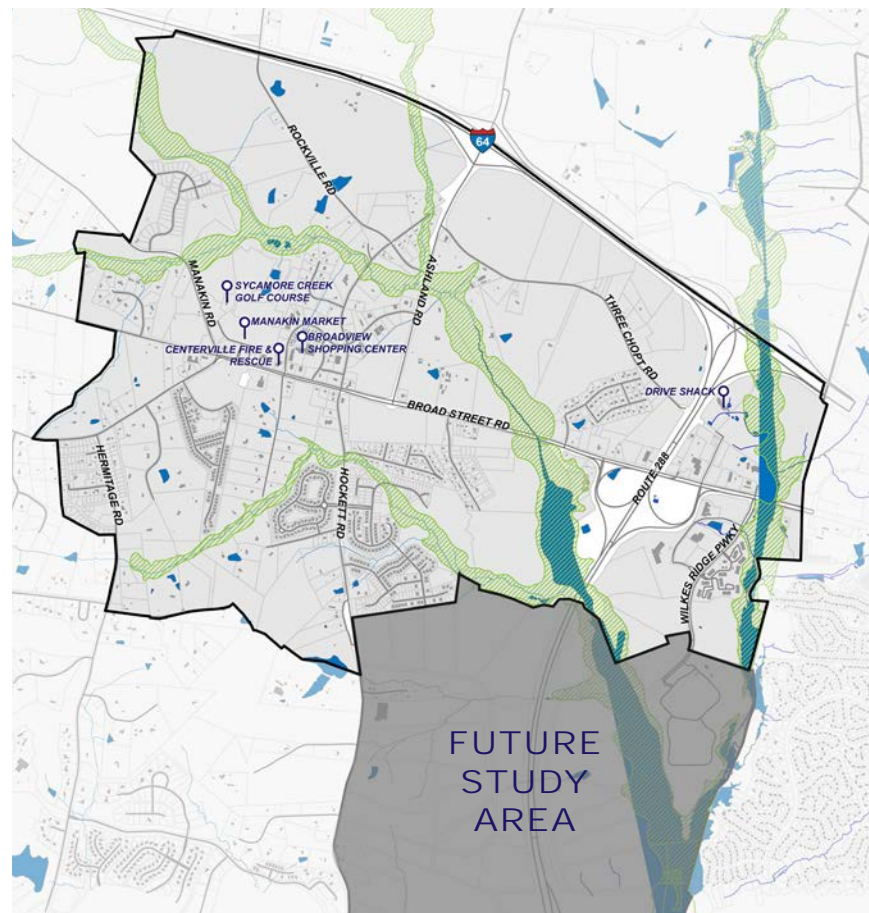 64
ROCKVILLE RD
ASHLAND RD
MANAKIN RD
SYCAMORE CREEK
GOLF COURSE
THREE CHOPT RD
MANAKIN MARKET
CENTERVILLE FIRE &
RESCUE
BROADVIEW
SHOPPING CENTER
DRIVE SHACK
BROAD STREET RD
HERMITAGE RD
HOCKETT RD
ROUTE 288
WILKES RIDGE PWKY
FUTURE
STUDY
AREA